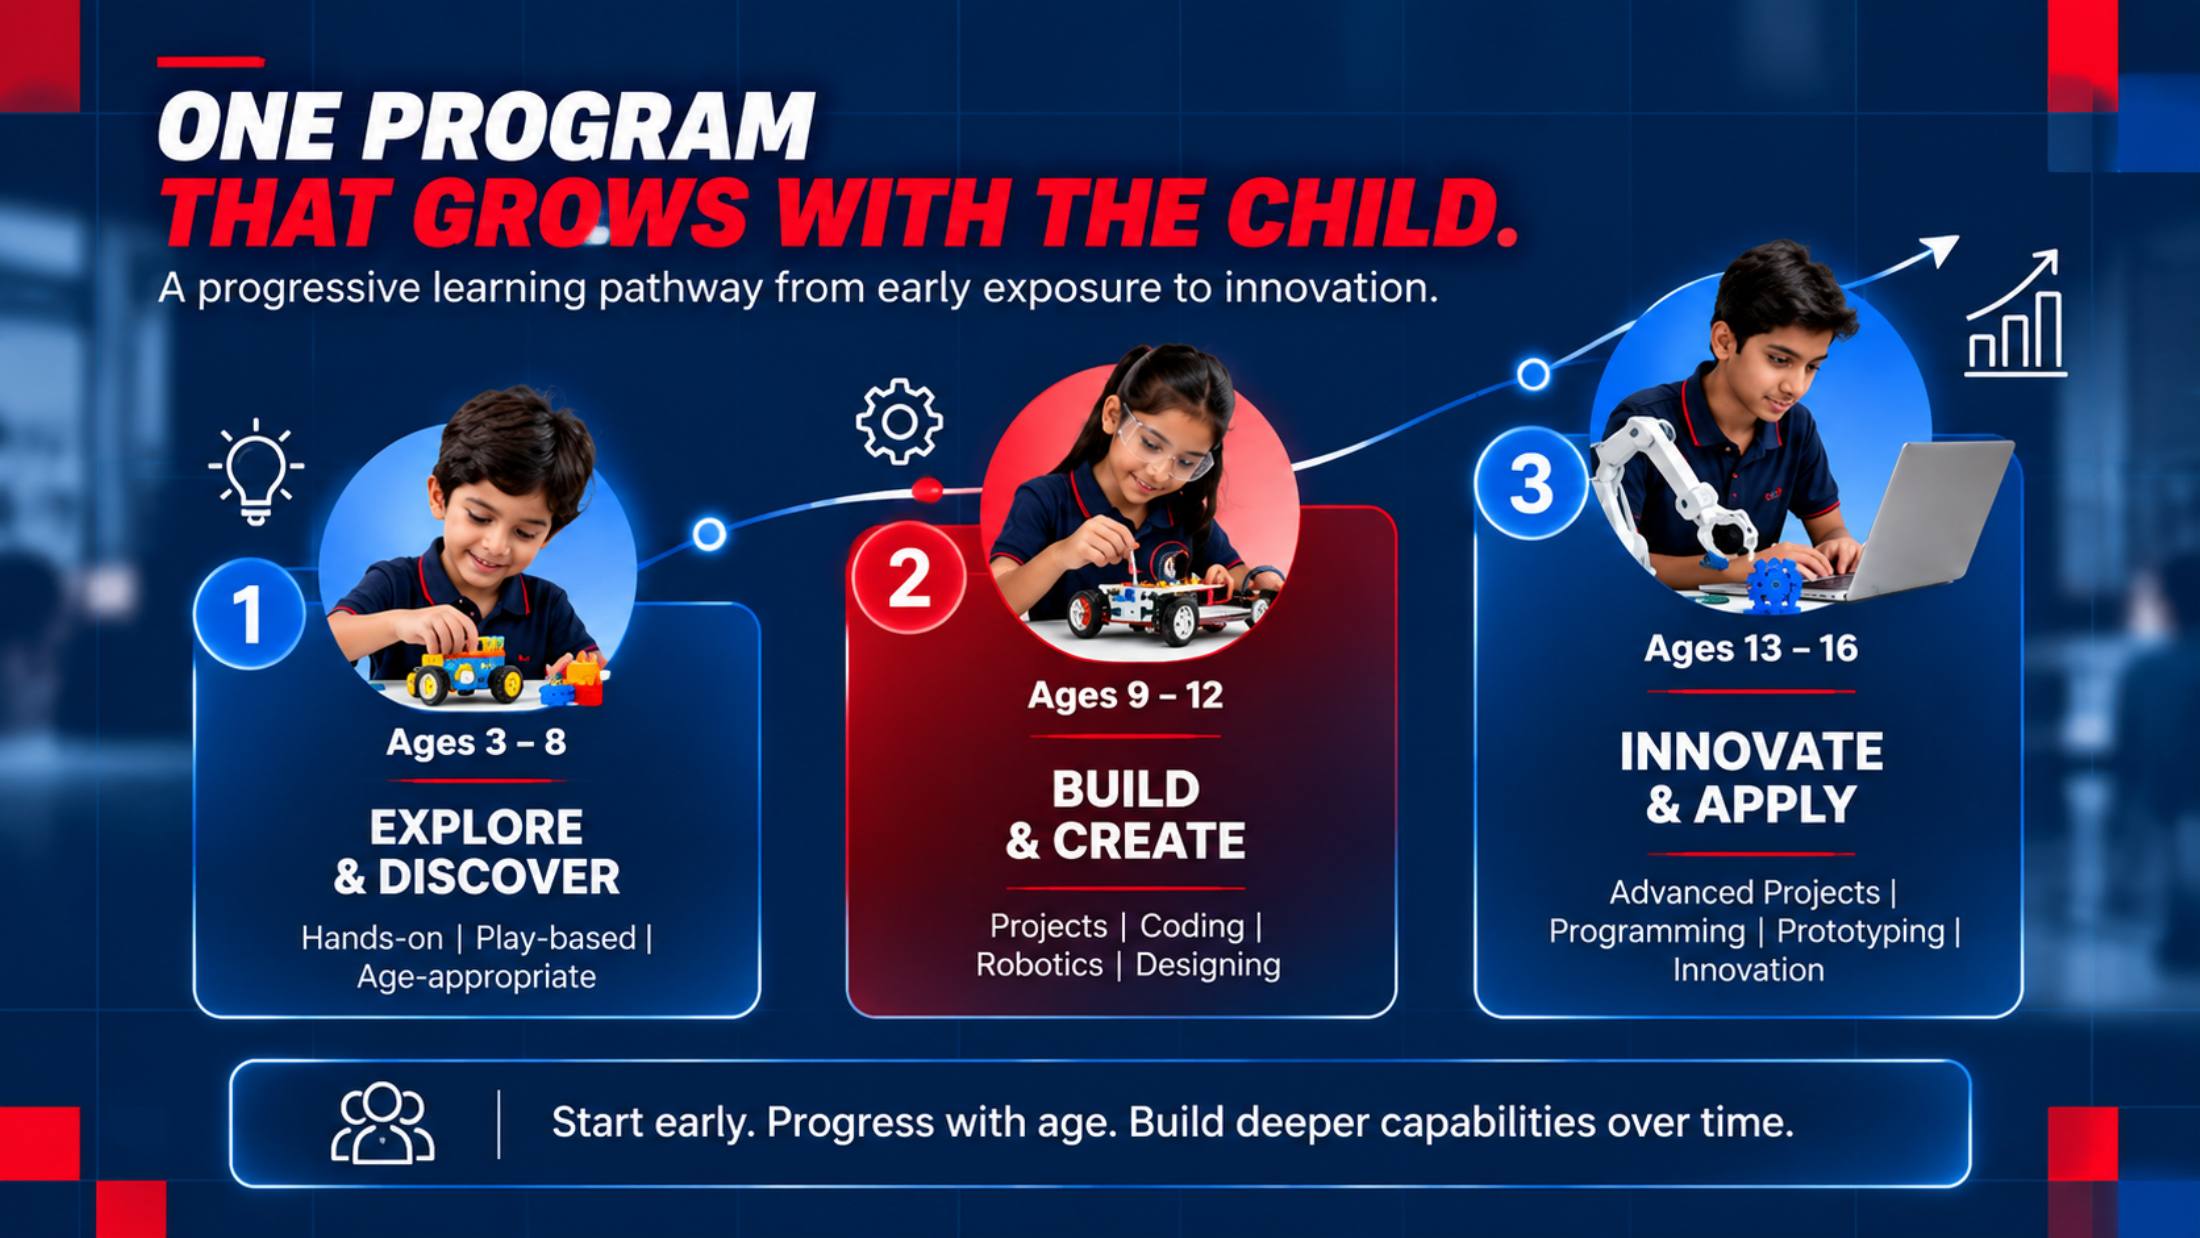 ONE PROGRAM
THAT GROWS WITH THE CHILD.
A progressive learning pathway from early exposure to innovation.
1
Ages 3 – 8
EXPLORE
& DISCOVER
Hands-on | Play-based |
Age-appropriate
2
Ages 9 – 12
BUILD
& CREATE
Projects | Coding |
Robotics | Designing
3
Ages 13 – 16
INNOVATE
& APPLY
Advanced Projects |
Programming | Prototyping |
Innovation
Start early. Progress with age. Build deeper capabilities over time.